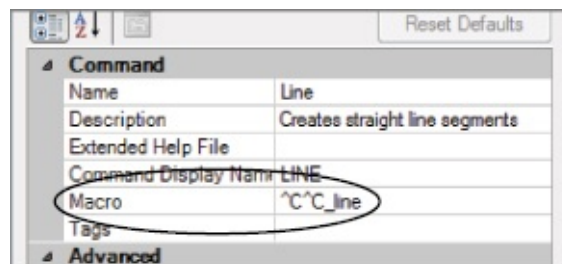 Reset Defaults
Command
Name Line
Description Creates straight line segments
Extended Help File
Command Display Nam LINE
Macro ^C^C_line
Tags
Advanced